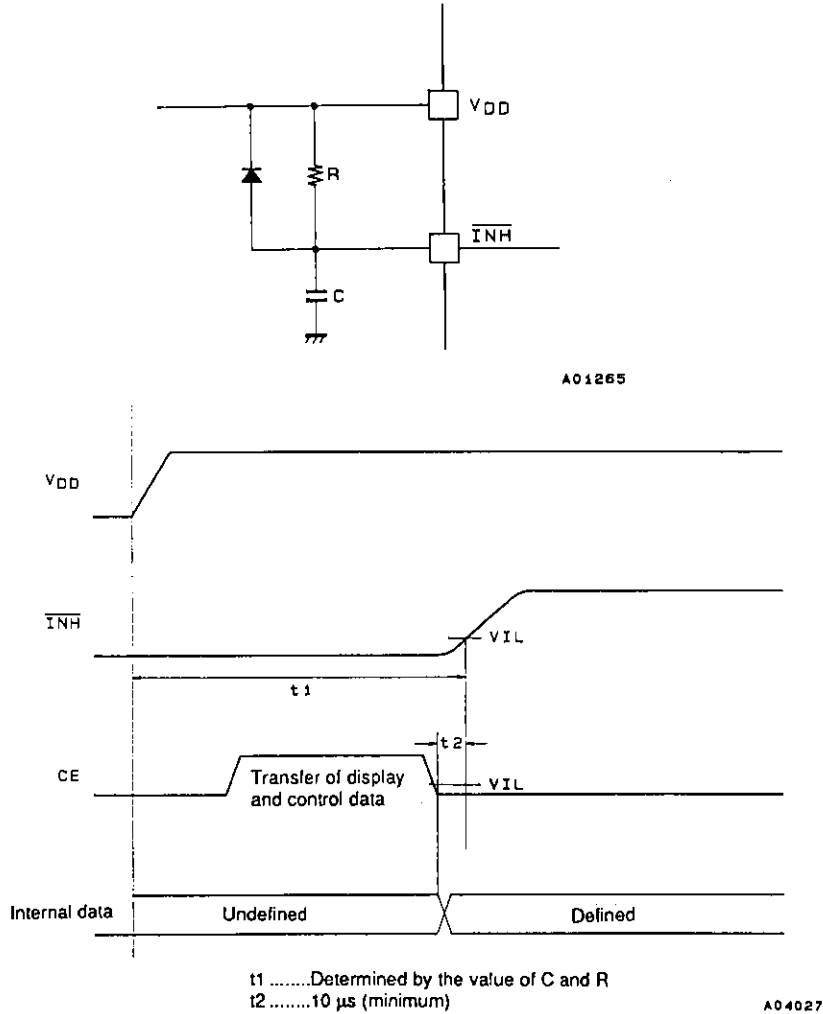 VDD
R
INH
C
A01265
VDD
INH
VIL
t1
t2
CE
Transfer of display
and control data
VIL
Internal data
Undefined
Defined
t1 ........Determined by the value of C and R
t2 ........10 µs (minimum)
A04027